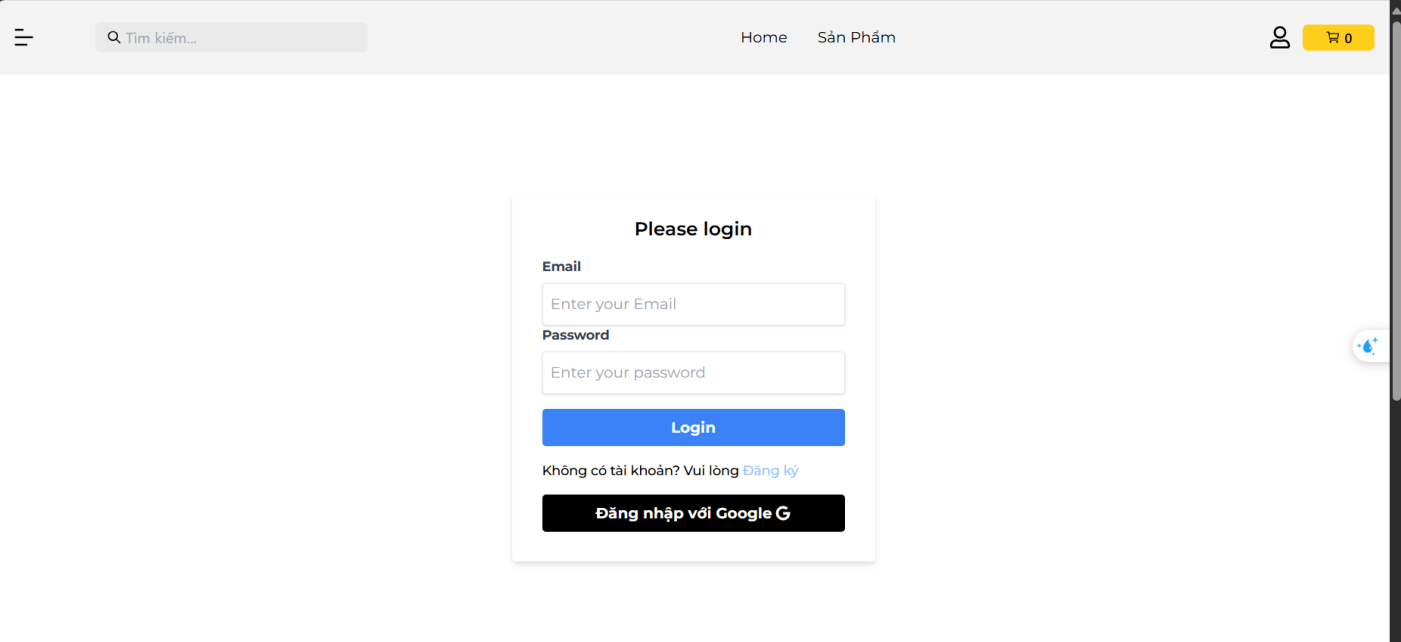 Tìm kiếm...
Home
Sản Phẩm
0
Please login
Email
Enter your Email
Password
Enter your password
Login
Không có tài khoản? Vui lòng Đăng ký
Đăng nhập với Google